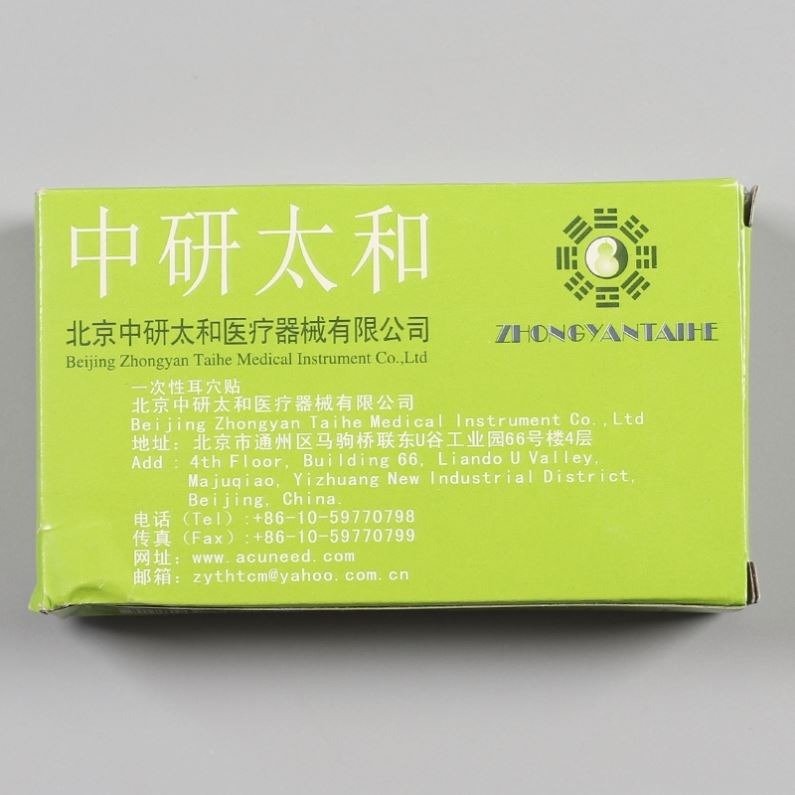 中研太和
ZHONGYANTAIHE
北京中研太和医疗器械有限公司
Beijing Zhongyan Taihe Medical Instrument Co.,Ltd
一次性耳穴贴
北京中研太和医疗器械有限公司
Beijing Zhongyan Taihe Medical Instrument Co.,Ltd
地址：北京市通州区马驹桥联东U谷工业园66号楼4层
Add : 4th Floor, Building 66, Liando U Valley,
Majuqiao, Yizhuang New Industrial District,
Beijing, China.
电话（Tel）:+86-10-59770798
传真（Fax）:+86-10-59770799
网址：www.acuneed.com
邮箱：zythtcm@yahoo.com.cn